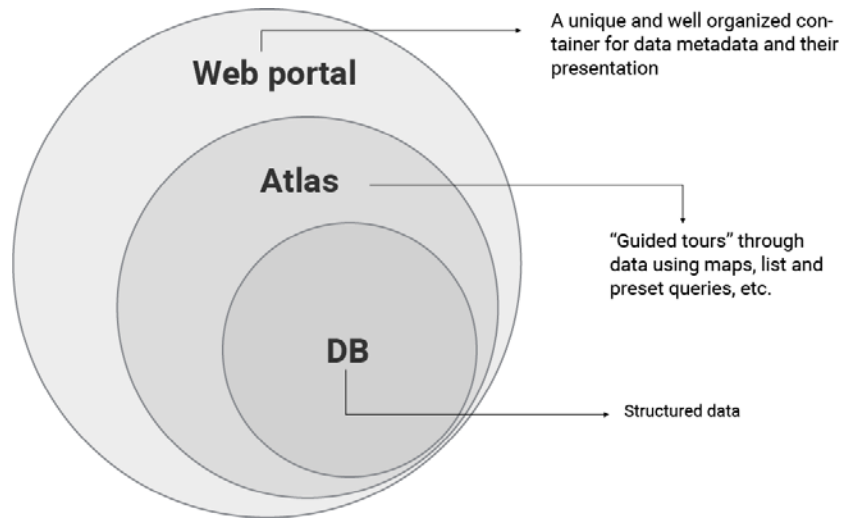 A unique and well organized con-
tainer for data metadata and their
presentation
Web portal
Atlas
“Guided tours” through
data using maps, list and
preset queries, etc.
DB
Structured data